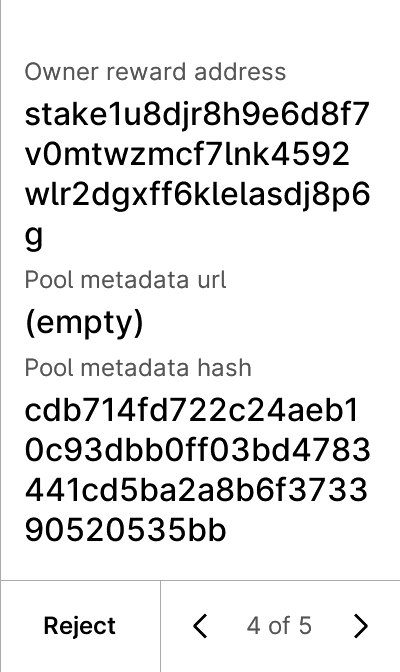 Owner reward address
stake1u8djr8h9e6d8f7
v0mtwzmcf7lnk4592
wlr2dgxff6klelasdj8p6
g
Pool metadata url
(empty)
Pool metadata hash
cdb714fd722c24aeb1
0c93dbb0ff03bd4783
441cd5ba2a8b6f3733
90520535bb
Reject
4 of 5